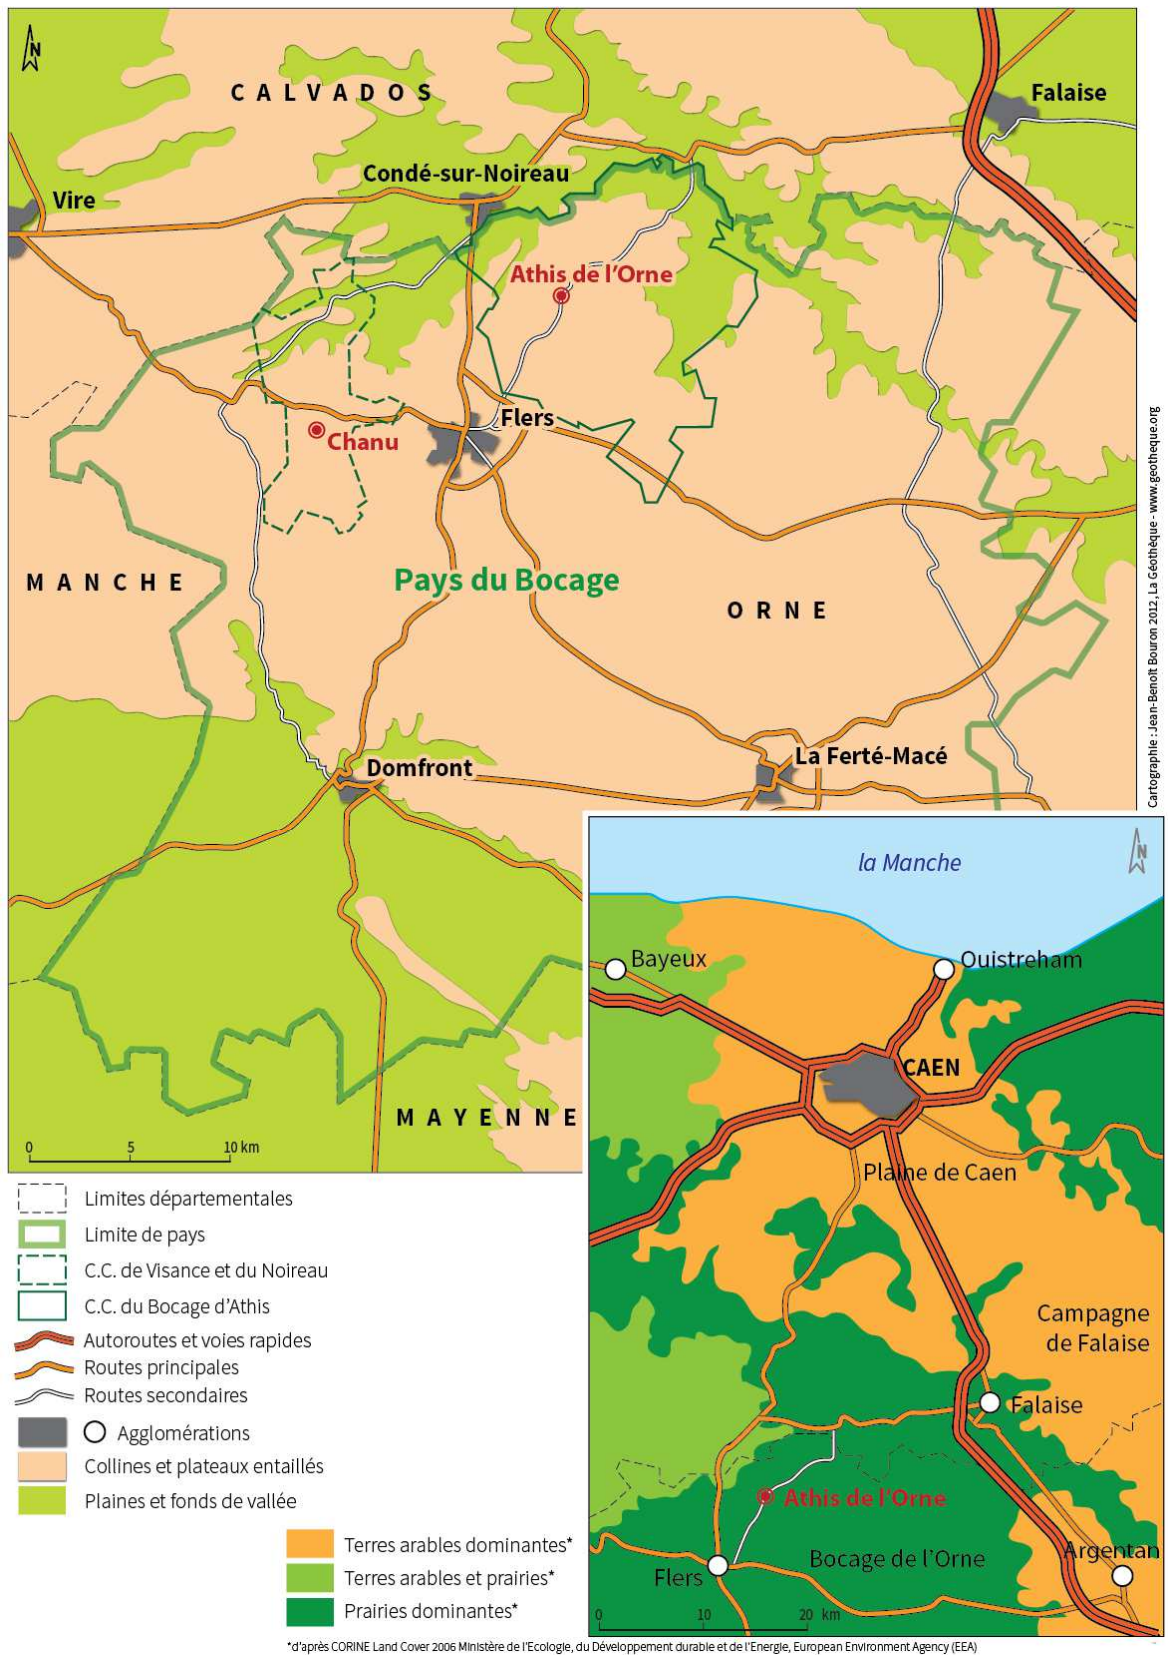 N
CALVADOS
Falaise
Condé-sur-Noireau
Vire
Athis de l'Orne
Flers
Chanu
Pays du Bocage
MANCHE
ORNE
La Ferté-Macé
Domfront
MAYENNE
0 5 10 km
Cartographie : Jean-Benoît Bouron 2012, La Géothèque - www.geotheque.org
Limites départementales
Limite de pays
C.C. de Visance et du Noireau
C.C. du Bocage d'Athis
Autoroutes et voies rapides
Routes principales
Routes secondaires
Agglomérations
Collines et plateaux entaillés
Plaines et fonds de vallée
Terres arables dominantes*
Terres arables et prairies*
Prairies dominantes*
la Manche
N
Bayeux
Ouistreham
CAEN
Plaine de Caen
Campagne
de Falaise
Falaise
Athis de l'Orne
Argentan
Bocage de l'Orne
Flers
0 10 20 km
*d'après CORINE Land Cover 2006 Ministère de l'Ecologie, du Développement durable et de l'Energie, European Environment Agency (EEA)